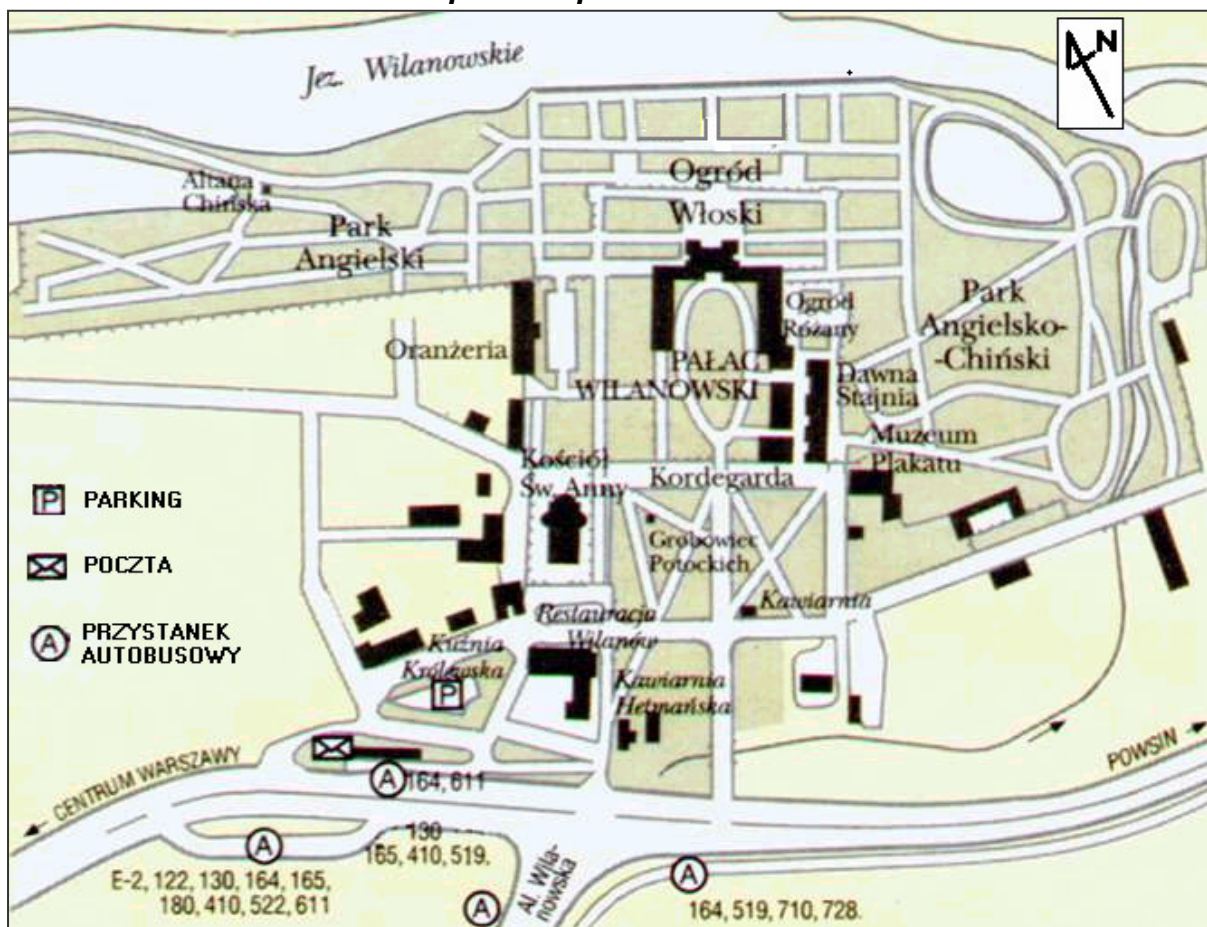 Jez. Wilanowskie
N
Altana
Chińska
Park
Angielski
Ogród
Włoski
Ogród
Różany
Park
Angielsko-
-Chiński
Oranżeria
PAŁAC
WILANOWSKI
Dawna
Stajnia
Muzeum
Plakatu
Kościół
Św. Anny
Kordegarda
Grobowiec
Potockich
P PARKING
POCZTA
A PRZYSTANEK
AUTOBUSOWY
Restauracja
Wilanów
Kawiarnia
Kuźnia
Królewska
P
Kawiarnia
Hetmańska
CENTRUM WARSZAWY
POWSIN
A 164, 611
130
165, 410, 519.
A
E-2, 122, 130, 164, 165,
180, 410, 522, 611
A
Al. Wila-
nowska
A
164, 519, 710, 728.